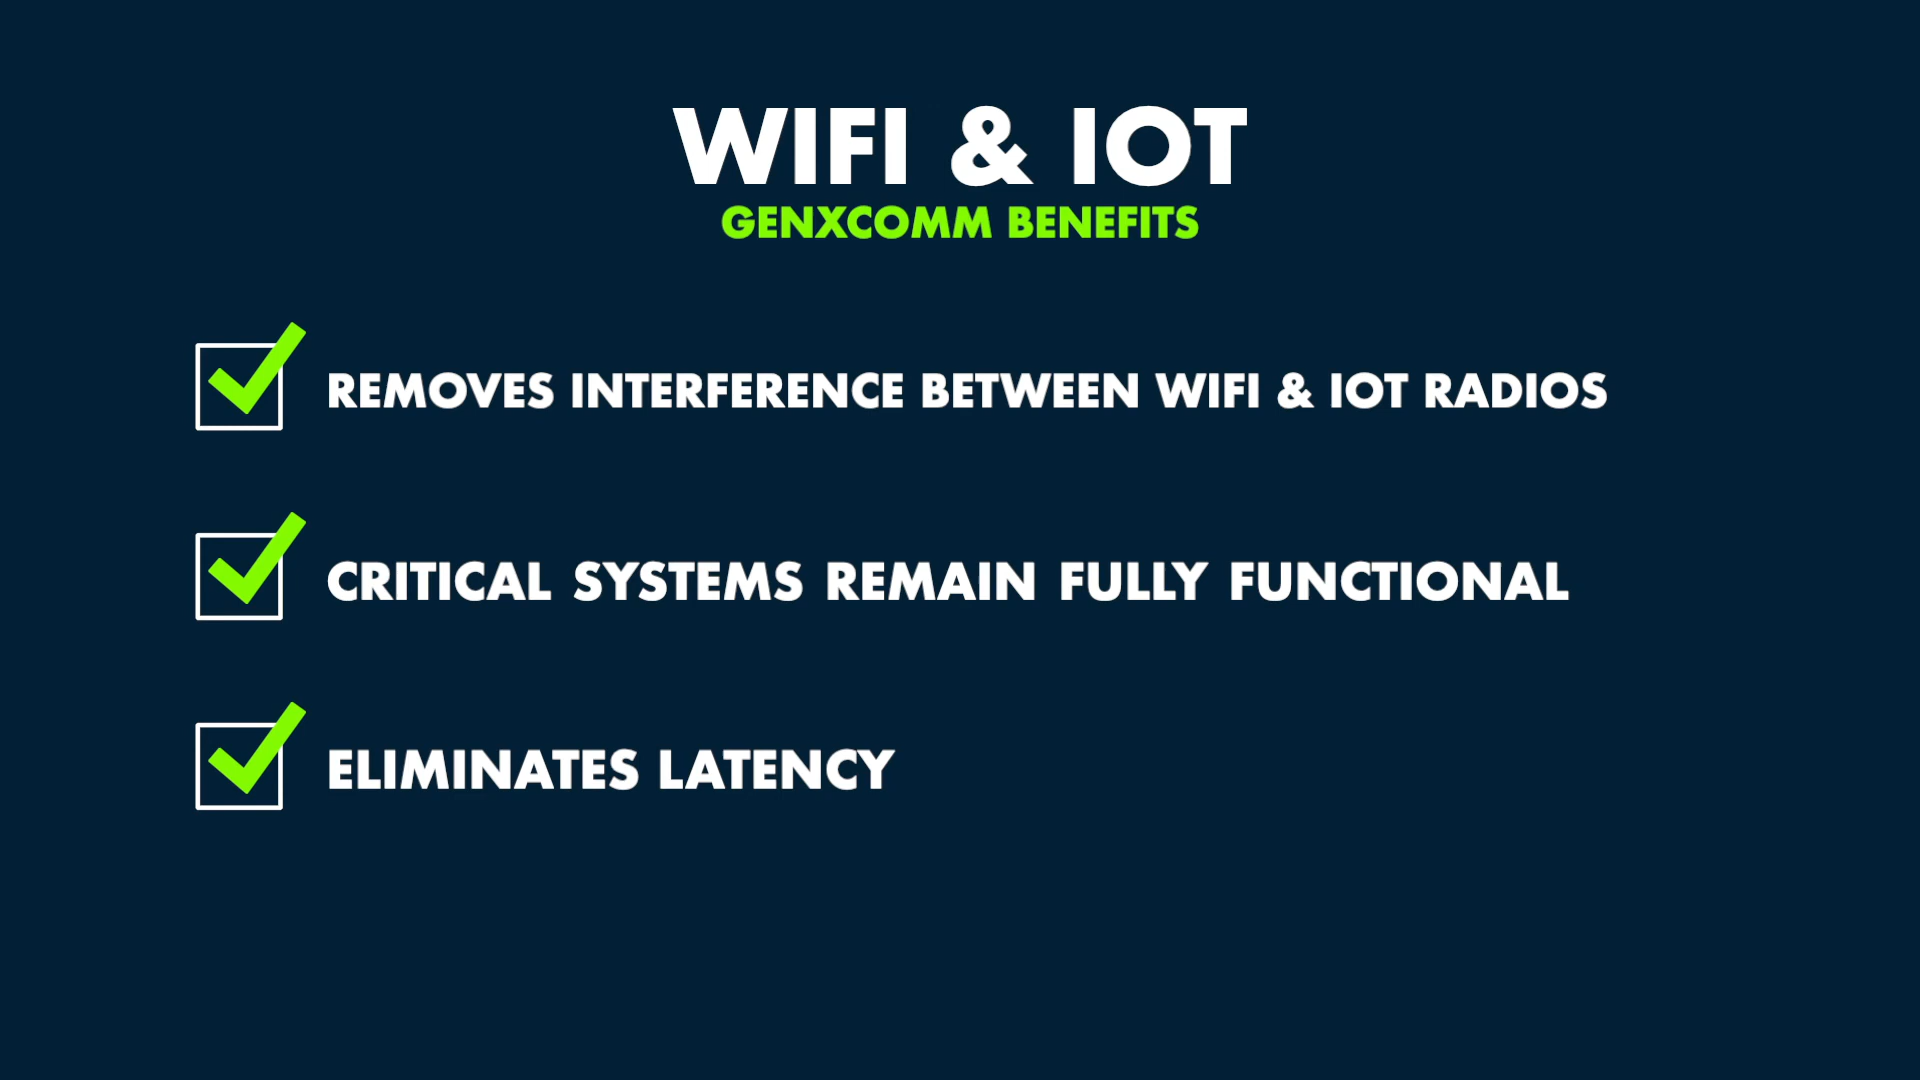 WIFI & IOT
GENXCOMM BENEFITS
REMOVES INTERFERENCE BETWEEN WIFI & IOT RADIOS
CRITICAL SYSTEMS REMAIN FULLY FUNCTIONAL
ELIMINATES LATENCY